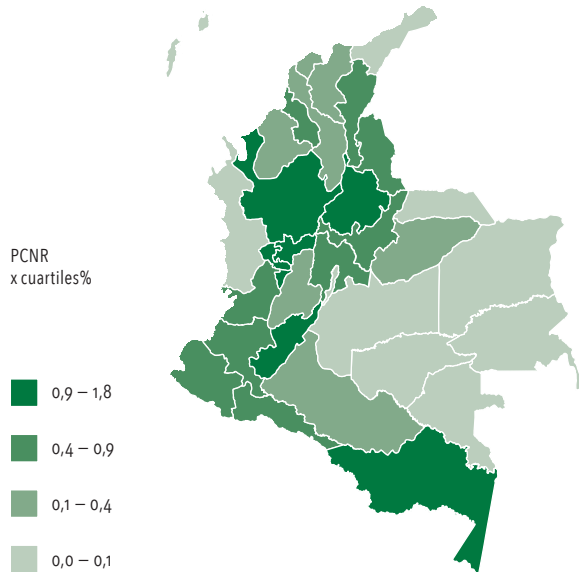 PCNR
x cuartiles%
0,9 – 1,8
0,4 – 0,9
0,1 – 0,4
0,0 – 0,1